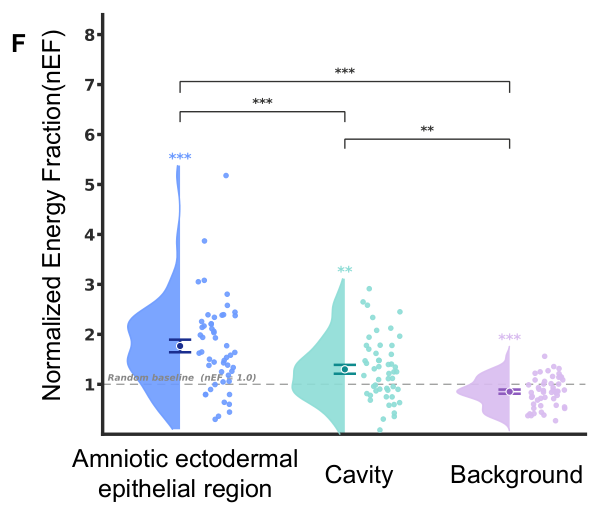 F
Normalized Energy Fraction(nEF)
8
7
6
5
4
3
2
1
***
***
**
***
**
***
Random baseline (nEF = 1.0)
Amniotic ectodermal
epithelial region
Cavity
Background